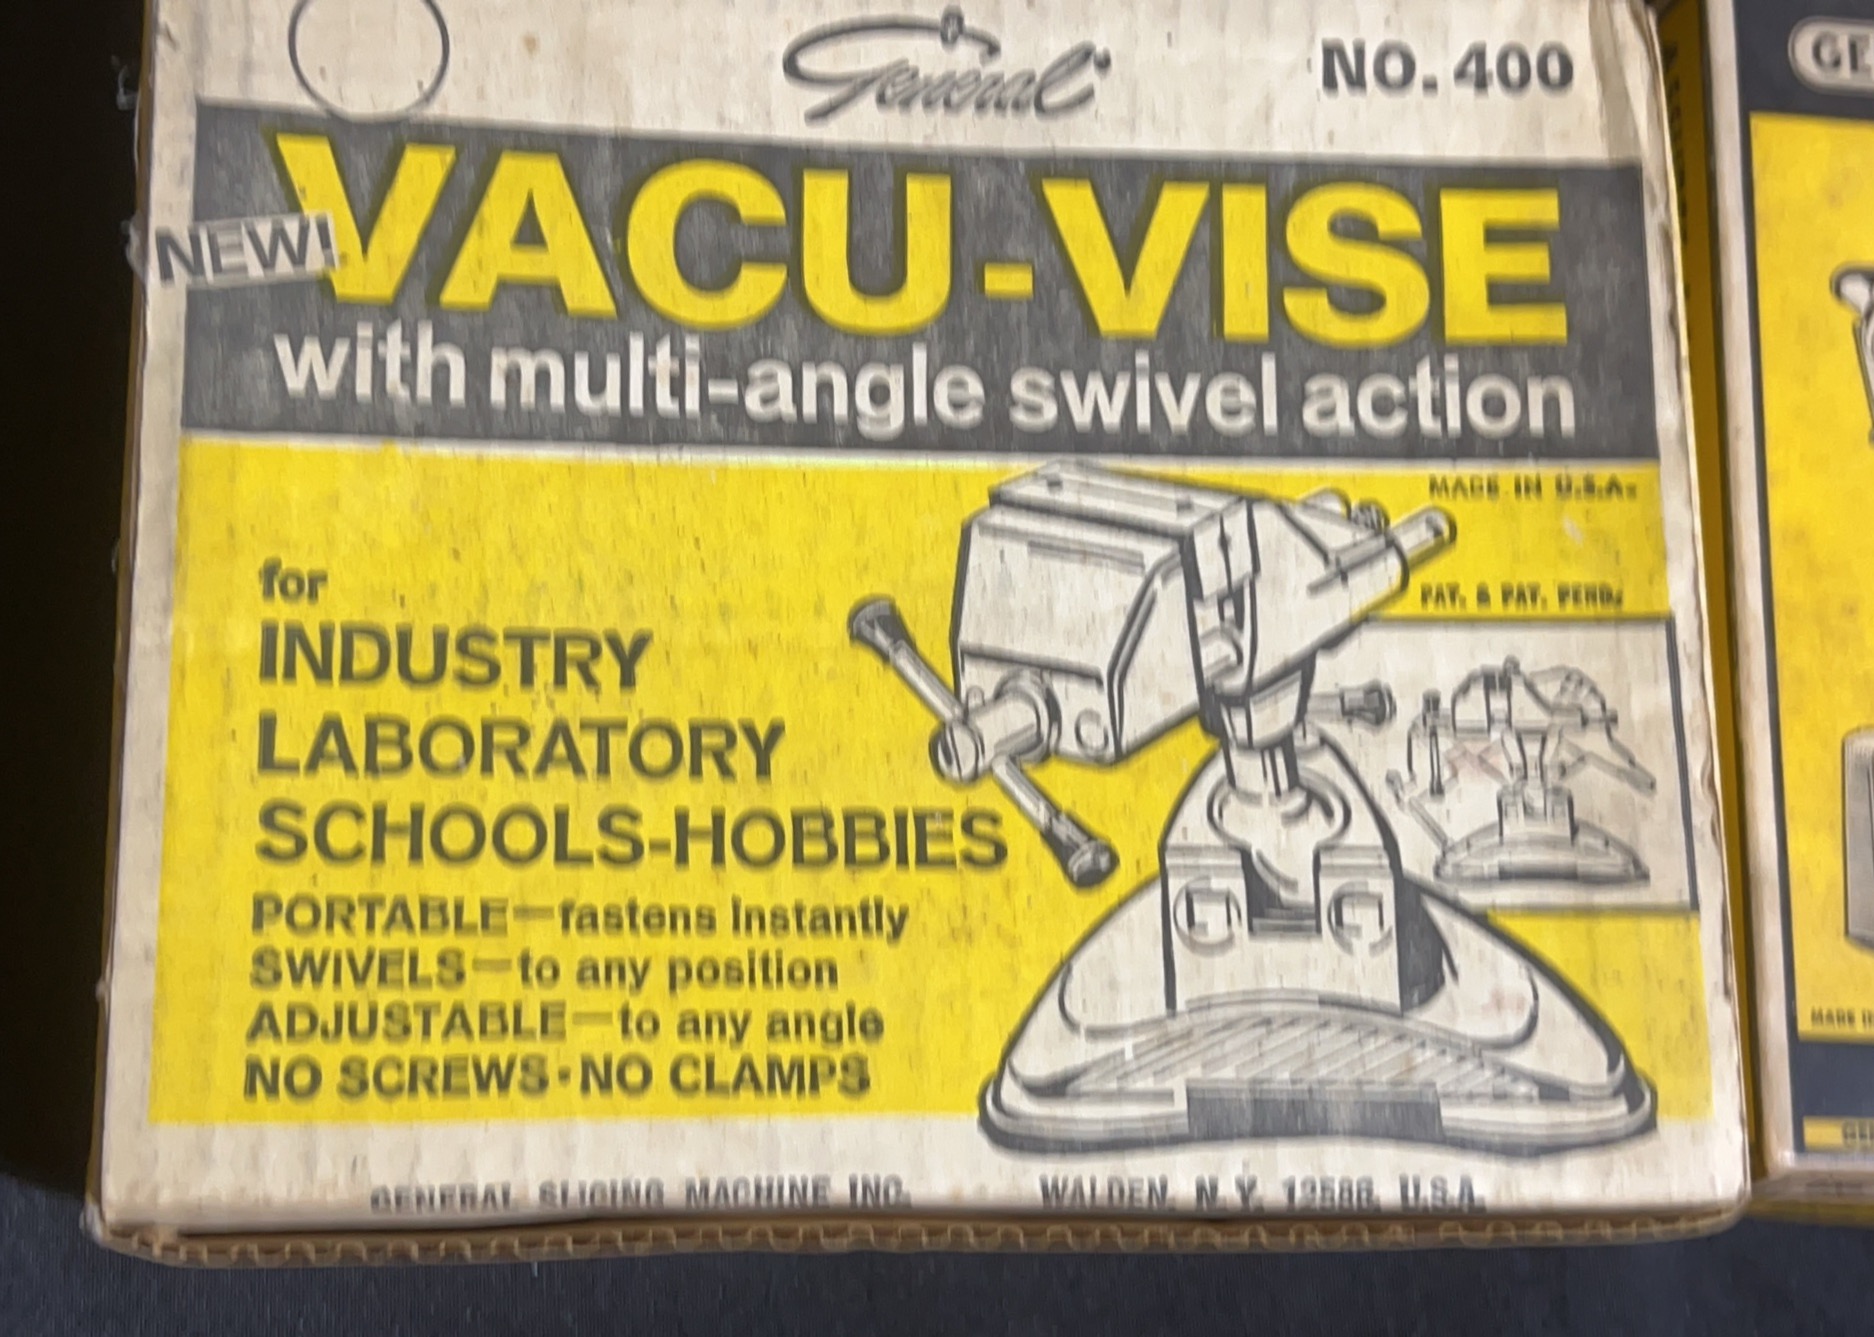 General
NO. 400
NEW!
VACU-VISE
with multi-angle swivel action
MADE IN U.S.A.
PAT. & PAT. PEND.
for
INDUSTRY
LABORATORY
SCHOOLS-HOBBIES
PORTABLE—fastens instantly
SWIVELS—to any position
ADJUSTABLE—to any angle
NO SCREWS · NO CLAMPS
GENERAL SLICING MACHINE INC. WALDEN, N. Y. 12586, U.S.A.
GE
MADE